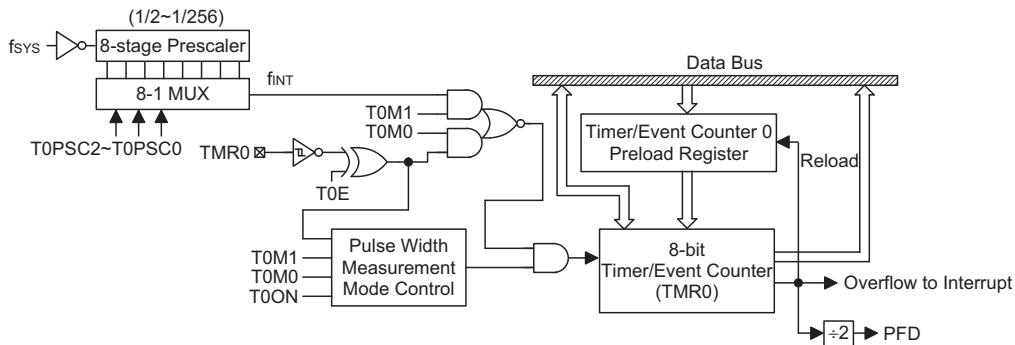 (1/2~1/256)
fSYS
8-stage Prescaler
8-1 MUX
fINT
T0PSC2~T0PSC0
T0M1
T0M0
TMR0
T0E
Data Bus
Timer/Event Counter 0
Preload Register
Reload
T0M1
T0M0
T0ON
Pulse Width
Measurement
Mode Control
8-bit
Timer/Event Counter
(TMR0)
Overflow to Interrupt
÷2
PFD